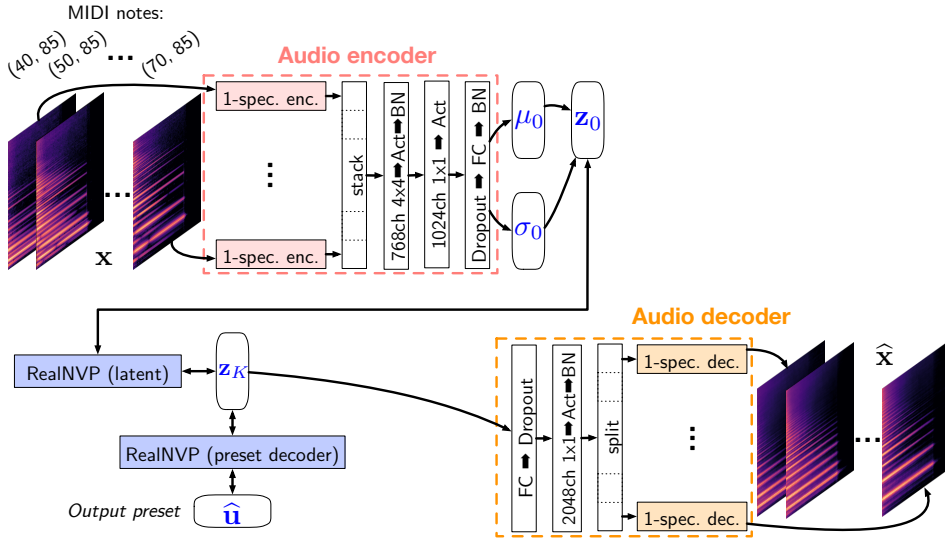 MIDI notes:
(40, 85)
(50, 85)
...
(70, 85)
Audio encoder
1-spec. enc.
⋮
1-spec. enc.
stack
768ch 4x4➡Act➡BN
1024ch 1x1 ➡ Act
Dropout ➡ FC ➡ BN
μ₀
σ₀
z₀
...
x
RealNVP (latent)
z_K
RealNVP (preset decoder)
Output preset
û
Audio decoder
FC ➡ Dropout
2048ch 1x1➡Act➡BN
split
1-spec. dec.
⋮
1-spec. dec.
x̂
...